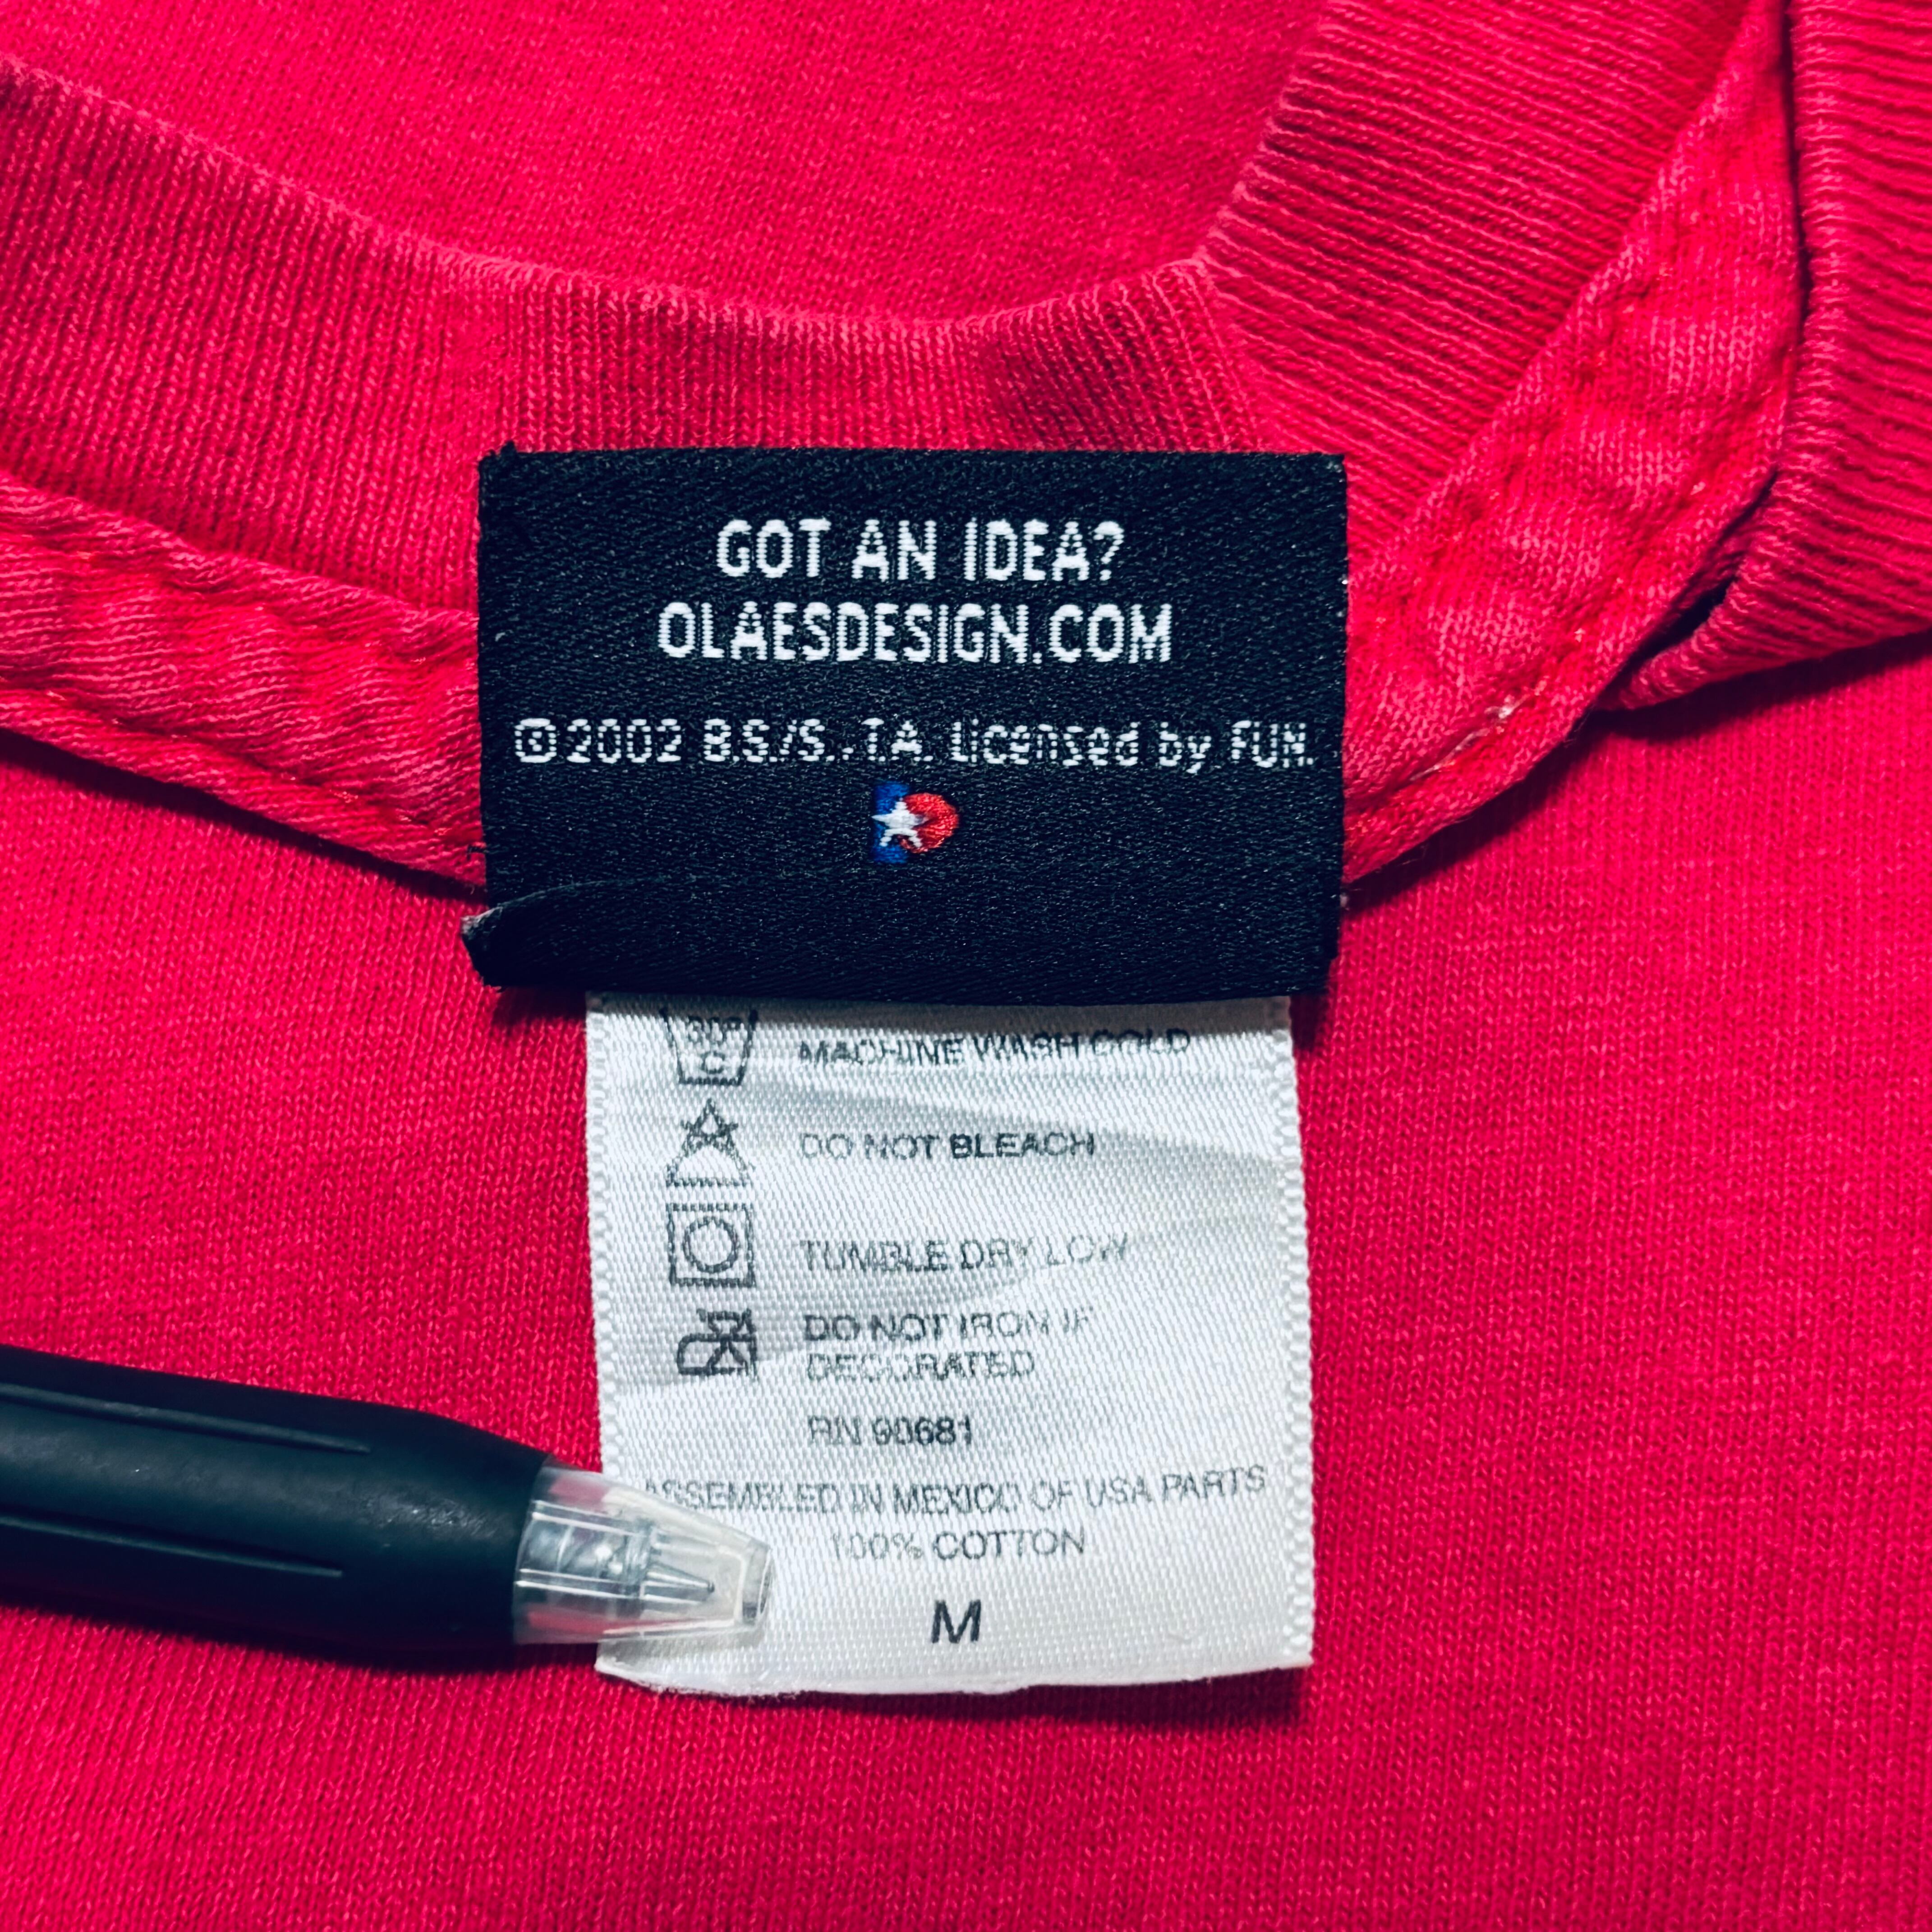 GOT AN IDEA?
OLAESDESIGN.COM
©2002 B.S./S.-T.A. Licensed by FUN.
30°
C
MACHINE WASH COLD
DO NOT BLEACH
TUMBLE DRY LOW
DO NOT IRON IF
DECORATED
RN 90681
ASSEMBLED IN MEXICO OF USA PARTS
100% COTTON
M